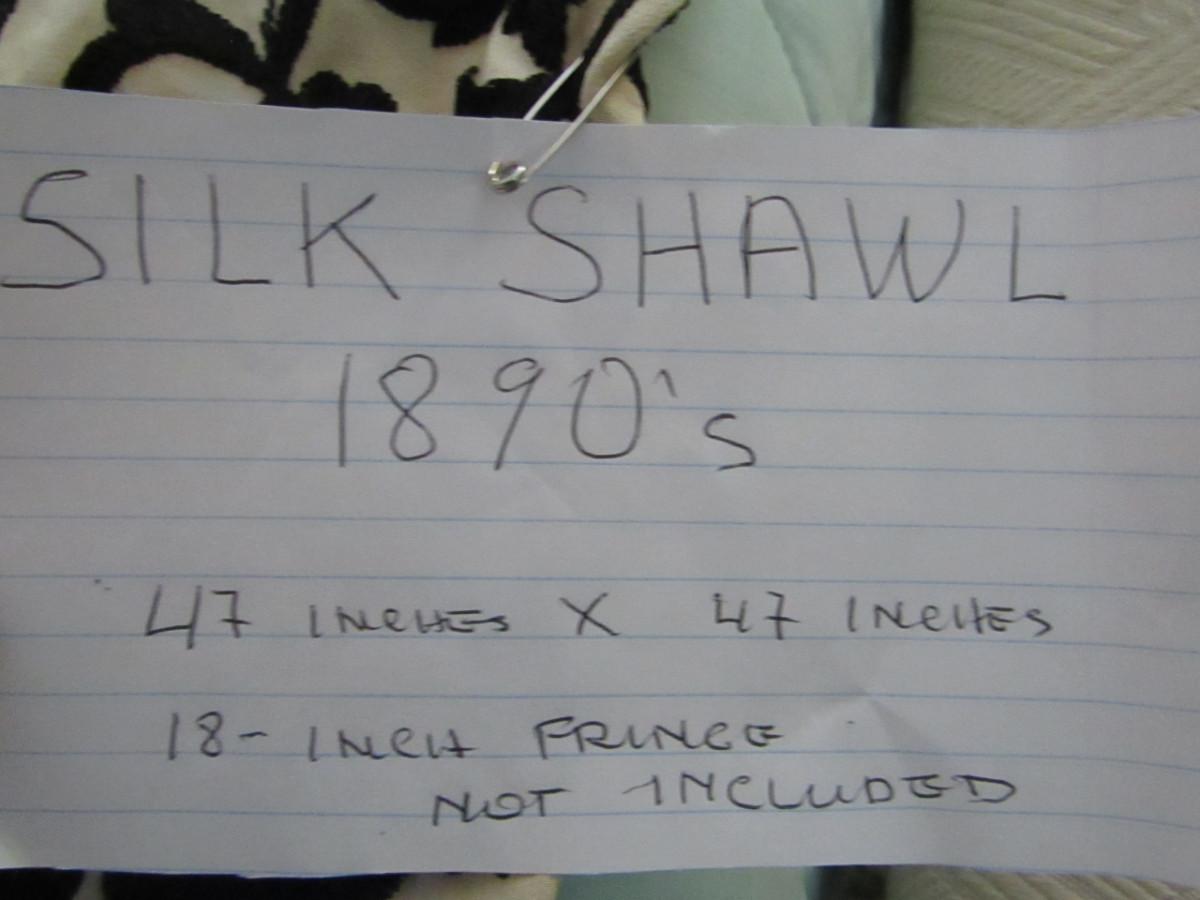 SILK SHAWL
1890's
47 INCHES X 47 INCHES
18-INCH FRINGE
NOT INCLUDED